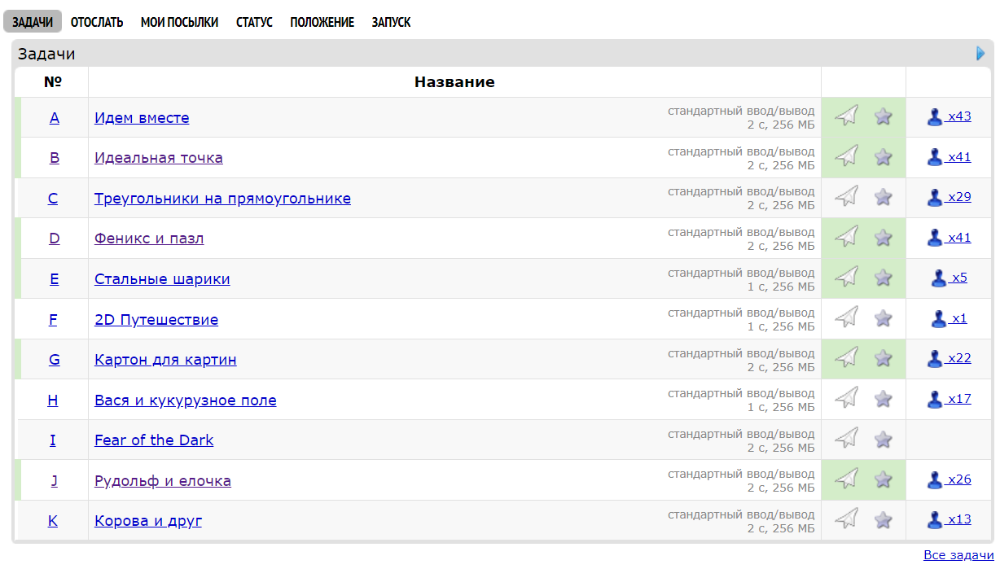 ЗАДАЧИ ОТОСЛАТЬ МОИ ПОСЫЛКИ СТАТУС ПОЛОЖЕНИЕ ЗАПУСК
Задачи
№ Название
A Идем вместе стандартный ввод/вывод x43
2 с, 256 МБ
B Идеальная точка стандартный ввод/вывод x41
2 с, 256 МБ
C Треугольники на прямоугольнике стандартный ввод/вывод x29
2 с, 256 МБ
D Феникс и пазл стандартный ввод/вывод x41
2 с, 256 МБ
E Стальные шарики стандартный ввод/вывод x5
1 с, 256 МБ
F 2D Путешествие стандартный ввод/вывод x1
1 с, 256 МБ
G Картон для картин стандартный ввод/вывод x22
2 с, 256 МБ
H Вася и кукурузное поле стандартный ввод/вывод x17
1 с, 256 МБ
I Fear of the Dark стандартный ввод/вывод
2 с, 256 МБ
J Рудольф и елочка стандартный ввод/вывод x26
2 с, 256 МБ
K Корова и друг стандартный ввод/вывод x13
2 с, 256 МБ
Все задачи